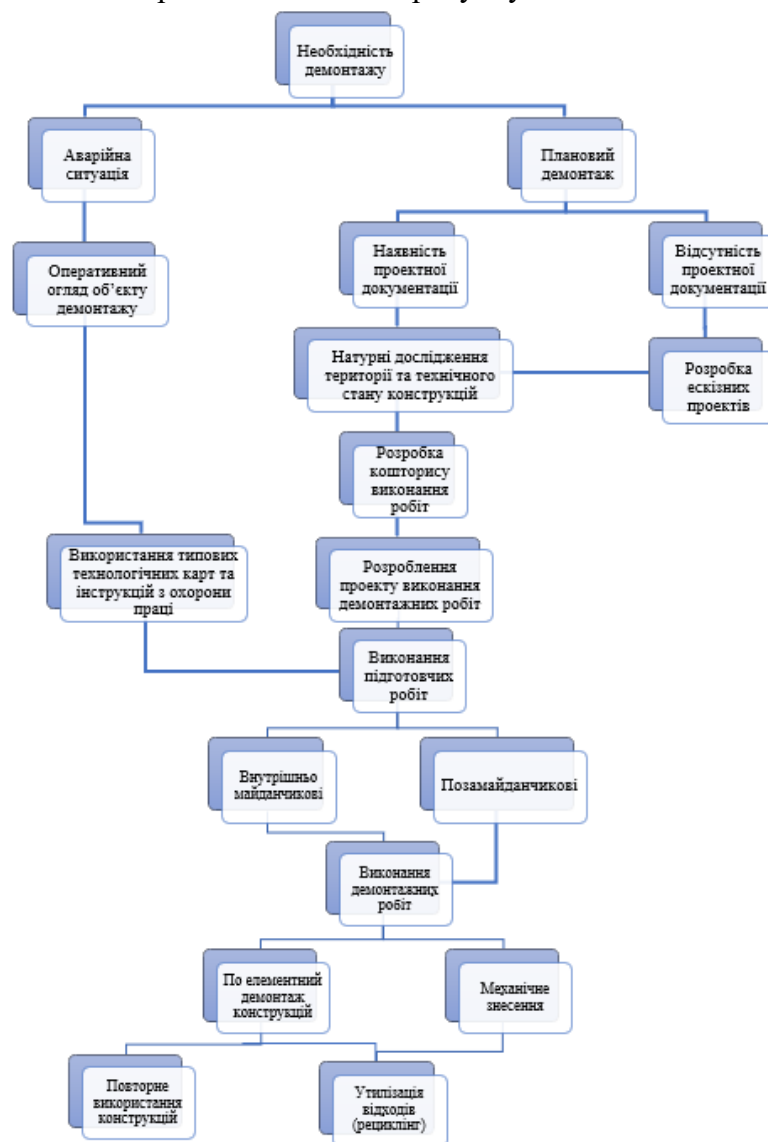 Необхідність
демонтажу
Аварійна
ситуація
Плановий
демонтаж
Оперативний
огляд об’єкту
демонтажу
Наявність
проектної
документації
Відсутність
проектної
документації
Натурні дослідження
території та технічного
стану конструкцій
Розробка
ескізних
проектів
Розробка
кошторису
виконання
робіт
Використання типових
технологічних карт та
інструкцій з охорони
праці
Розроблення
проекту виконання
демонтажних робіт
Виконання
підготовчих
робіт
Внутрішньо
майданчикові
Позамайданчикові
Виконання
демонтажних
робіт
По елементний
демонтаж
конструкцій
Механічне
знесення
Повторне
використання
конструкцій
Утилізація
відходів
(рециклінг)